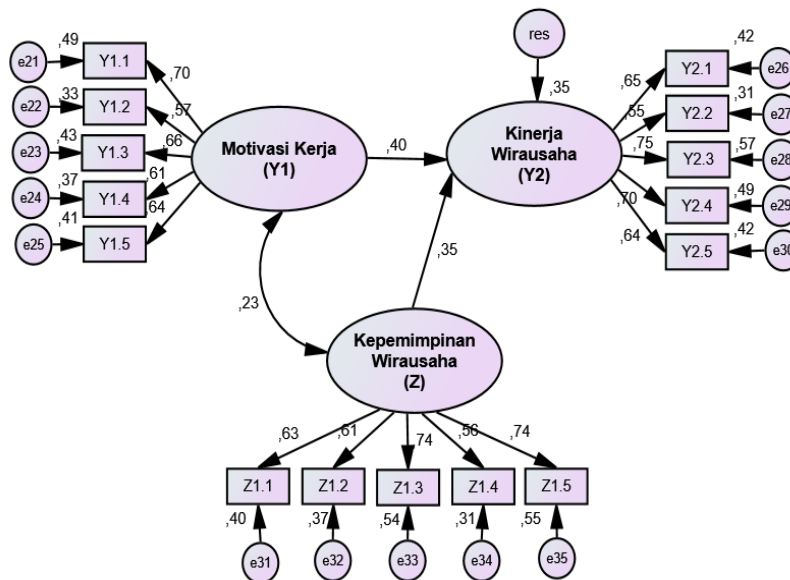 ,49
e21
Y1.1
,70
,33
e22
Y1.2
,57
,43
e23
Y1.3
,66
,37
e24
Y1.4
,61
,41
e25
Y1.5
,64
Motivasi Kerja
(Y1)
,40
res
,35
Kinerja
Wirausaha
(Y2)
,65
Y2.1
,42
e26
,55
Y2.2
,31
e27
,75
Y2.3
,57
e28
,70
Y2.4
,49
e29
,64
Y2.5
,42
e30
,23
,35
Kepemimpinan
Wirausaha
(Z)
,63
,61
,74
,56
,74
Z1.1
Z1.2
Z1.3
Z1.4
Z1.5
,40
,37
,54
,31
,55
e31
e32
e33
e34
e35